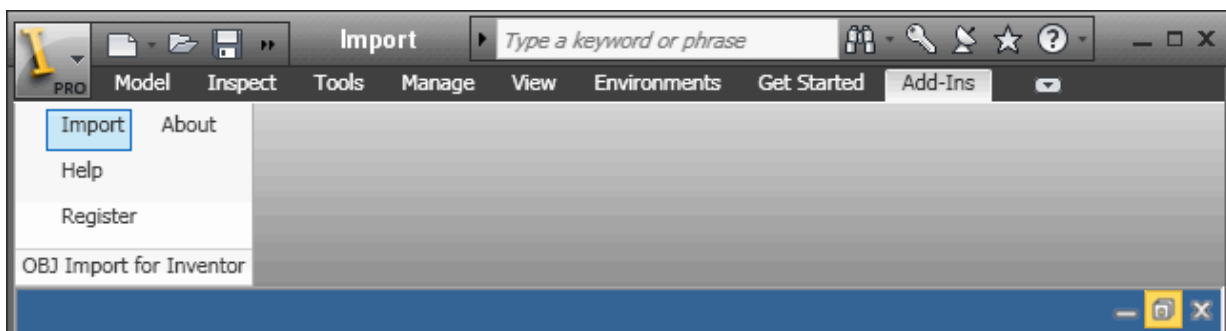 Import Type a keyword or phrase
PRO Model Inspect Tools Manage View Environments Get Started Add-Ins
Import About
Help
Register
OBJ Import for Inventor